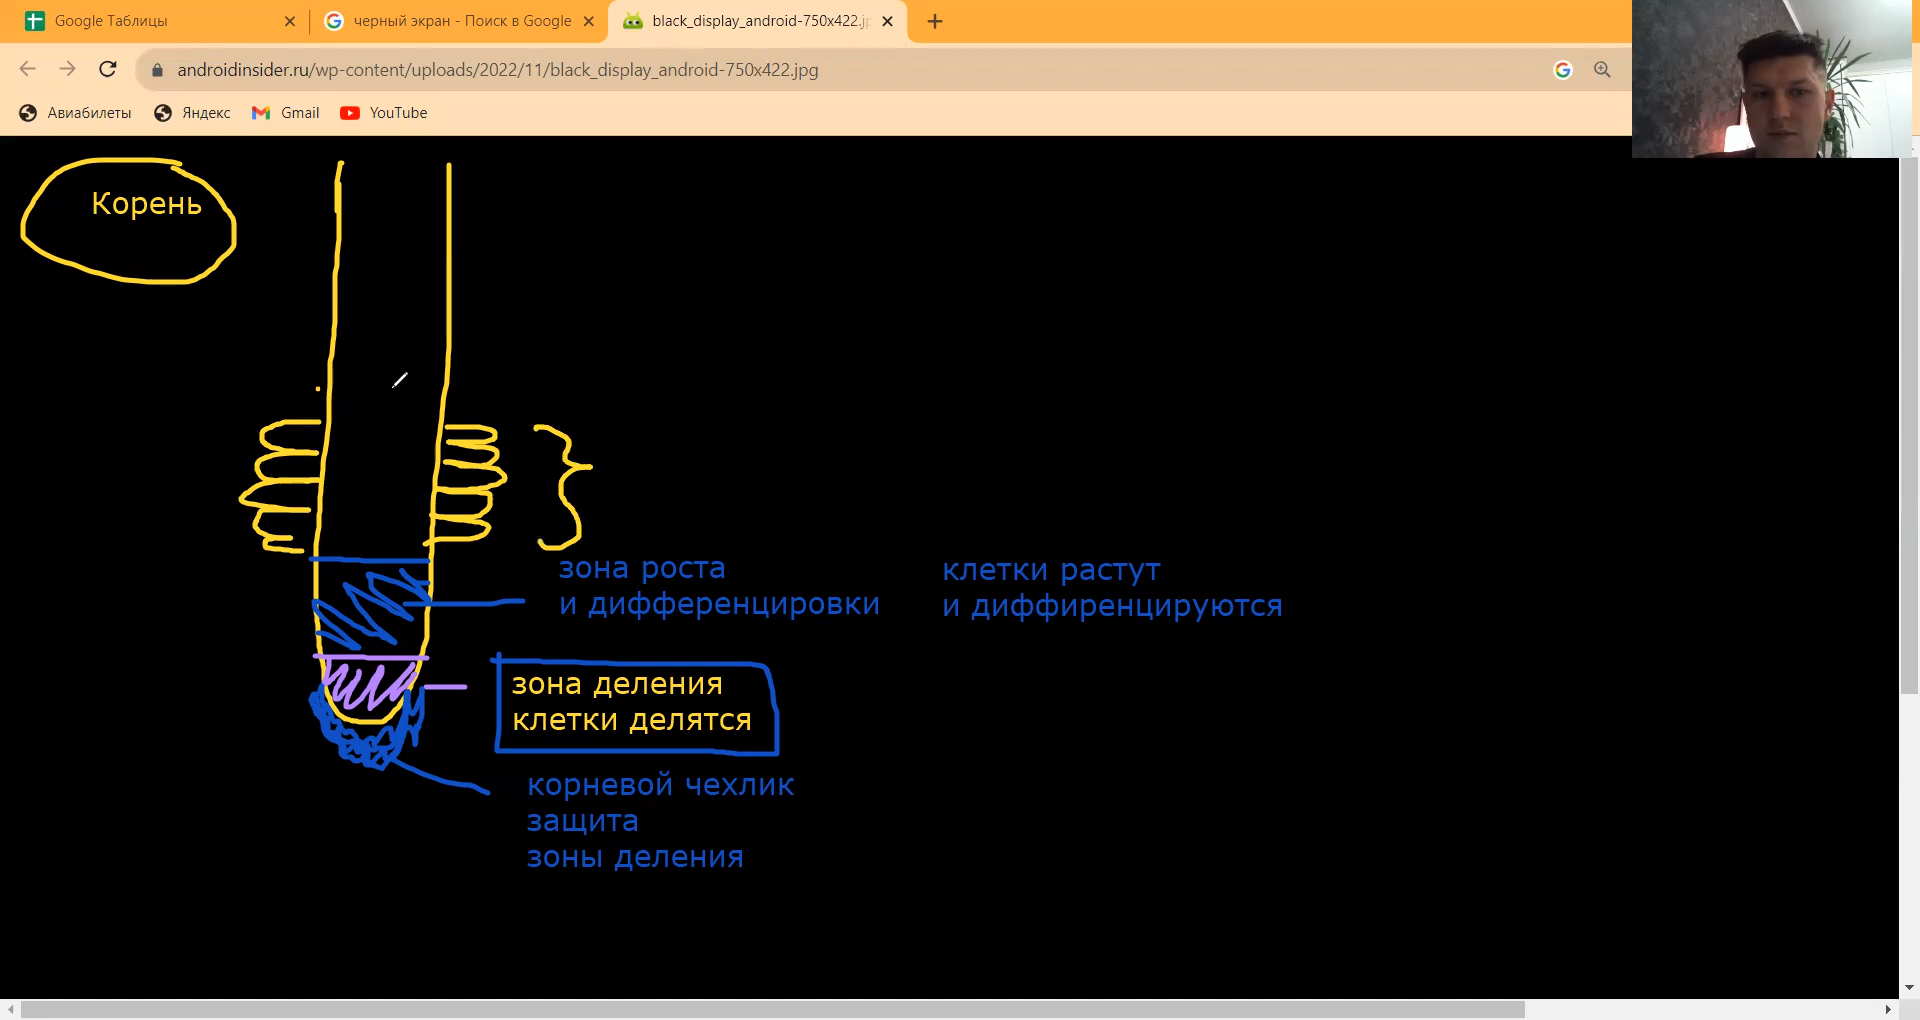 Google Таблицы
черный экран - Поиск в Google
black_display_android-750x422.jp
androidinsider.ru/wp-content/uploads/2022/11/black_display_android-750x422.jpg
Авиабилеты
Яндекс
Gmail
YouTube
Корень
зона роста
и дифференцировки
клетки растут
и диффиренцируются
зона деления
клетки делятся
корневой чехлик
защита
зоны деления